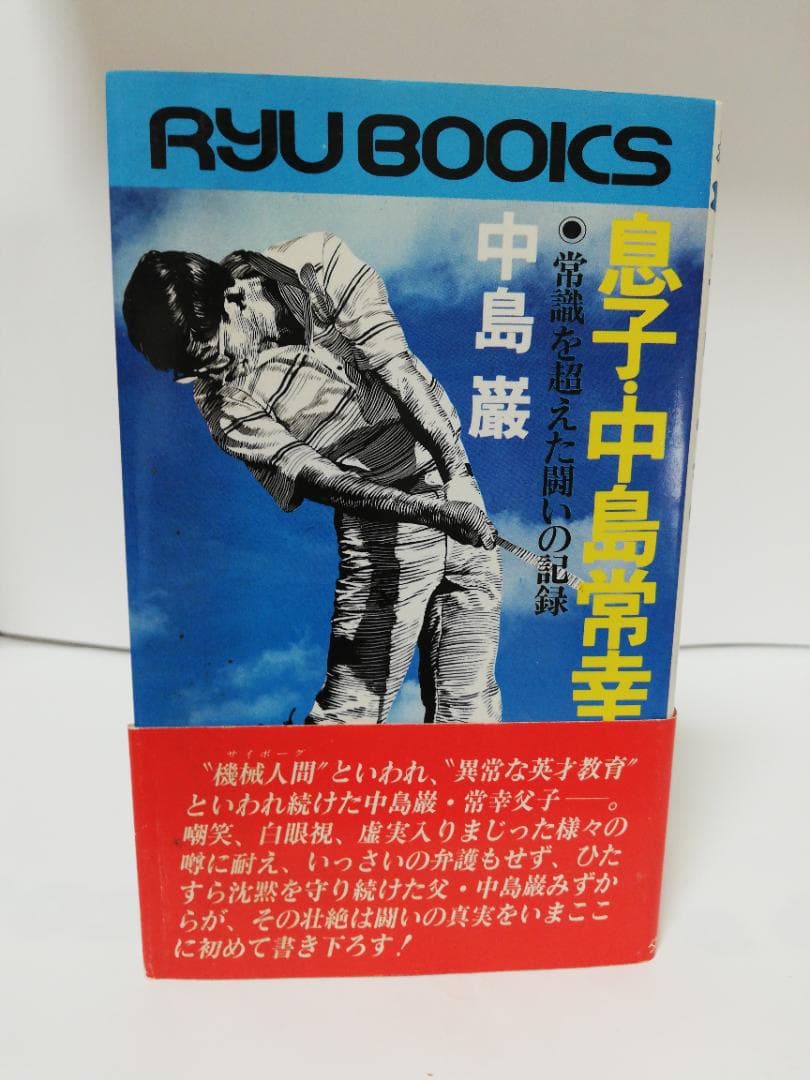 RYU BOOKS
息子・中島常幸
◉常識を超えた闘いの記録
中島 巌
サイボーグ
“機械人間”といわれ、“異常な英才教育”
といわれ続けた中島巌・常幸父子――。
嘲笑、白眼視、虚実入りまじった様々の
噂に耐え、いっさいの弁護もせず、ひた
すら沈黙を守り続けた父・中島巌みずか
らが、その壮絶は闘いの真実をいまここ
に初めて書き下ろす！